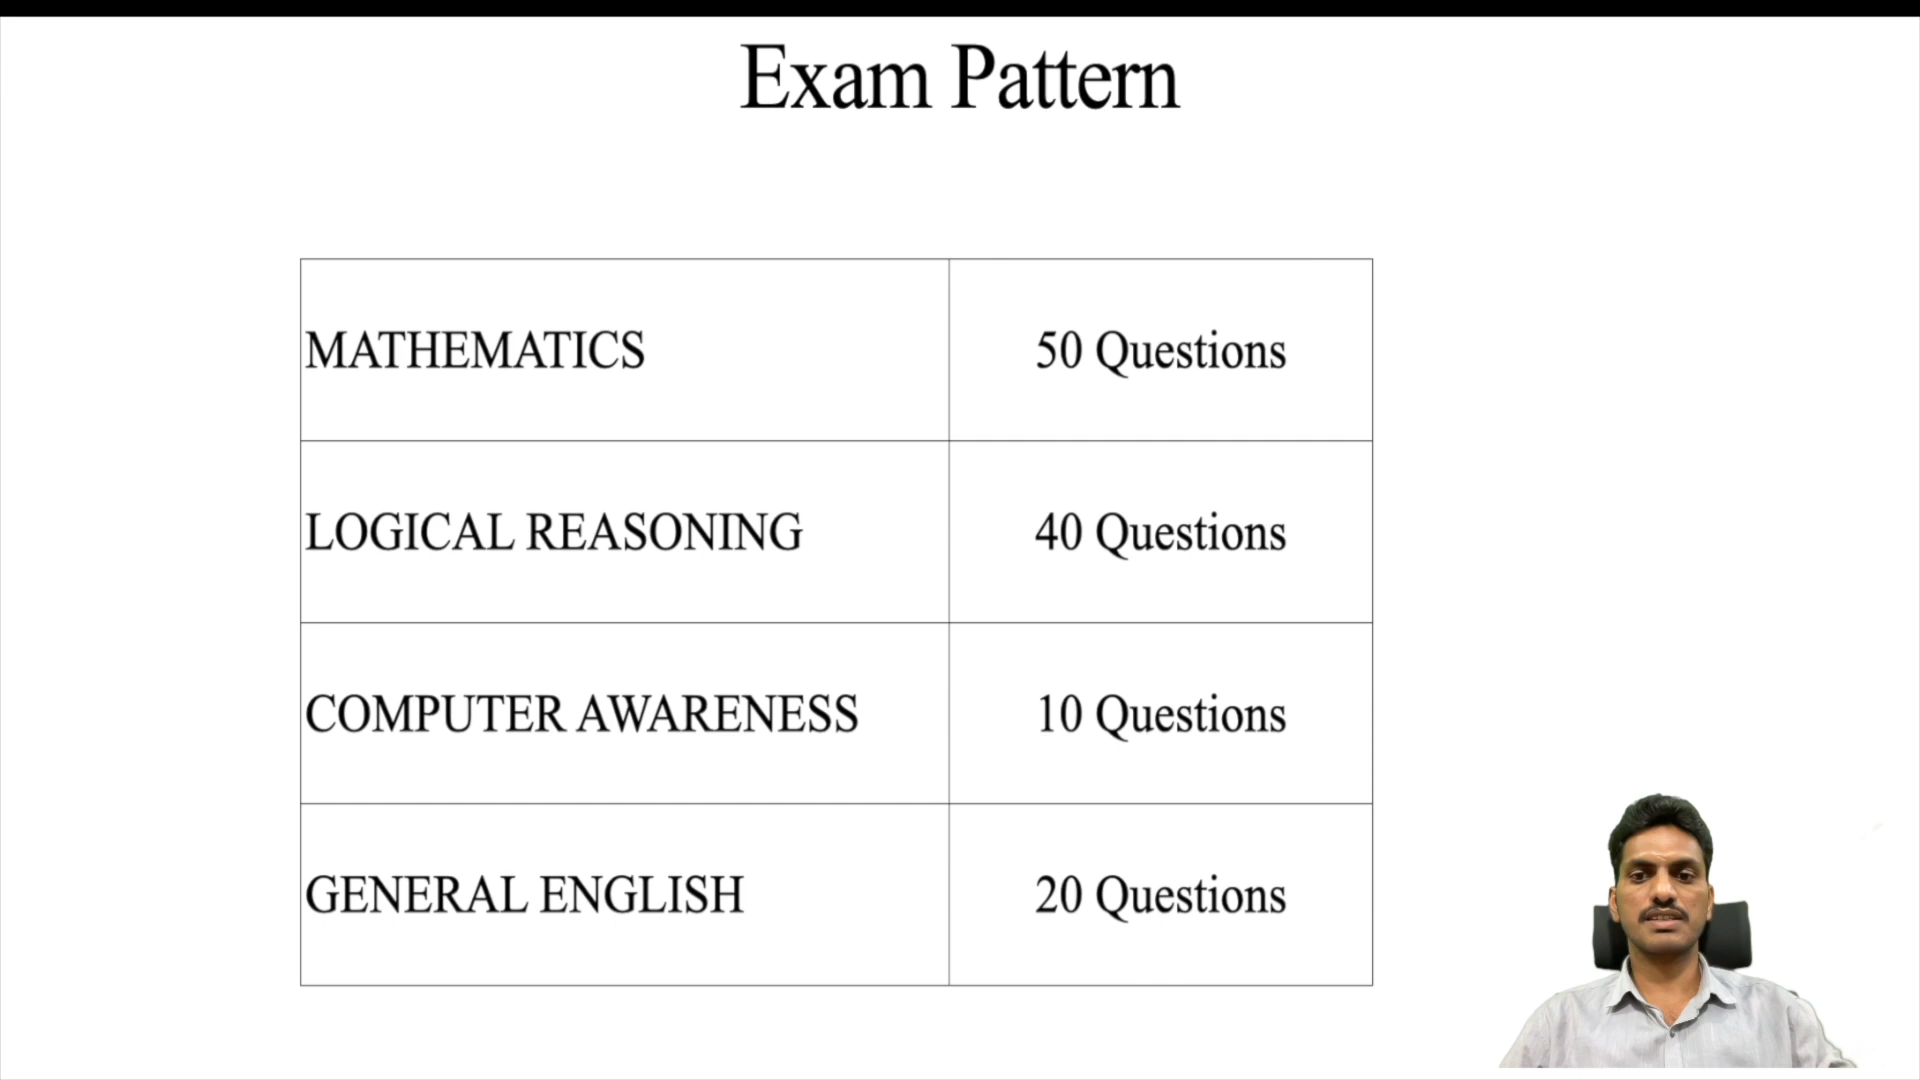 Exam Pattern
MATHEMATICS 50 Questions
LOGICAL REASONING 40 Questions
COMPUTER AWARENESS 10 Questions
GENERAL ENGLISH 20 Questions